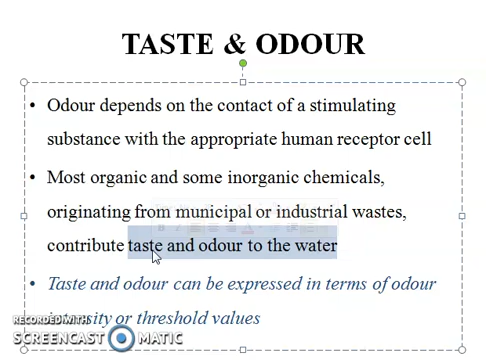 TASTE & ODOUR
• Odour depends on the contact of a stimulating
substance with the appropriate human receptor cell
• Most organic and some inorganic chemicals,
originating from municipal or industrial wastes,
contribute taste and odour to the water
• Taste and odour can be expressed in terms of odour
or threshold values
RECORDED WITH
SCREENCAST MATIC